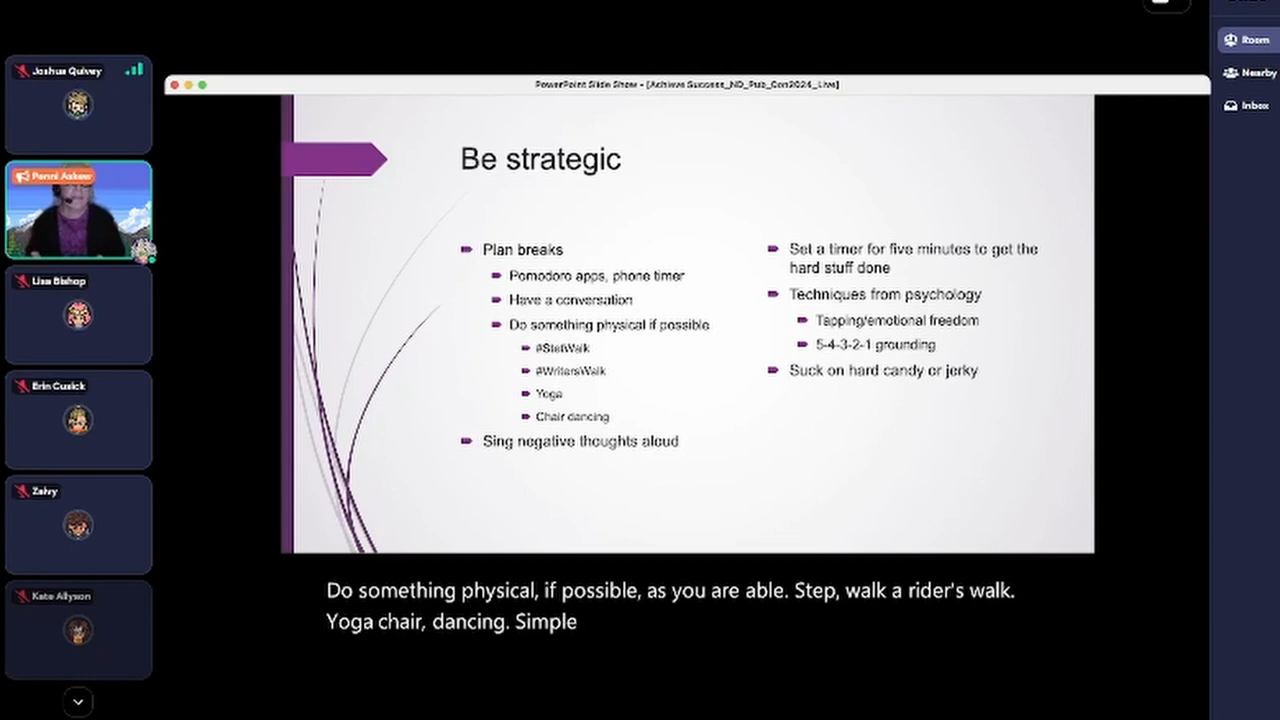 Room
Nearby
Inbox
Joshua Quivey
Penni Askew
Lisa Bishop
Erin Cusick
Zelvy
Kate Allyson
PowerPoint Slide Show - [Achieve Success_ND_Pub_Con2024_Live]
Be strategic
Plan breaks
Pomodoro apps, phone timer
Have a conversation
Do something physical if possible
#StetWalk
#WritersWalk
Yoga
Chair dancing
Sing negative thoughts aloud
Set a timer for five minutes to get the
hard stuff done
Techniques from psychology
Tapping/emotional freedom
5-4-3-2-1 grounding
Suck on hard candy or jerky
Do something physical, if possible, as you are able. Step, walk a rider's walk.
Yoga chair, dancing. Simple